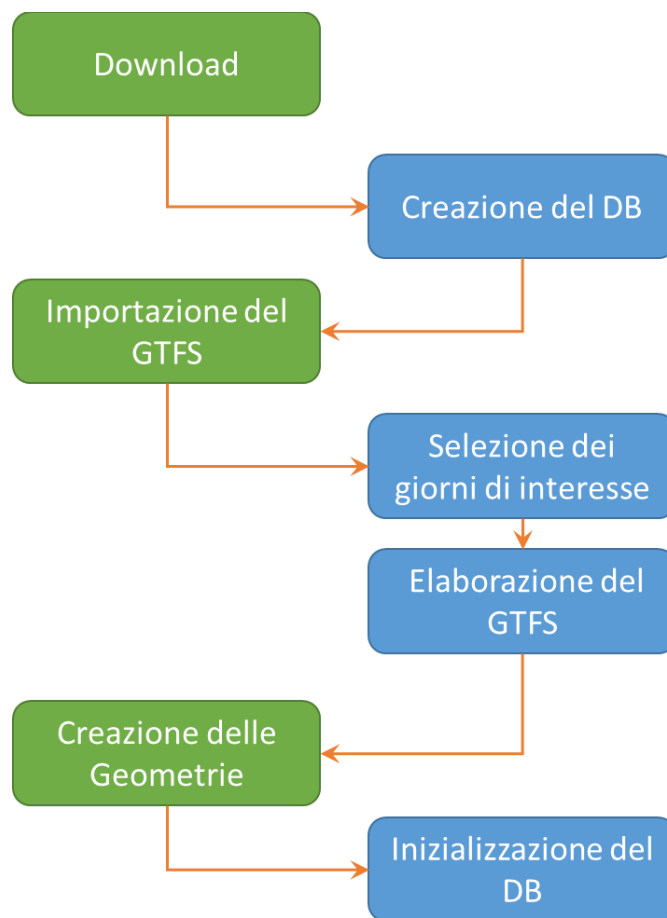 Download
Creazione del DB
Importazione del
GTFS
Selezione dei
giorni di interesse
Elaborazione del
GTFS
Creazione delle
Geometrie
Inizializzazione del
DB